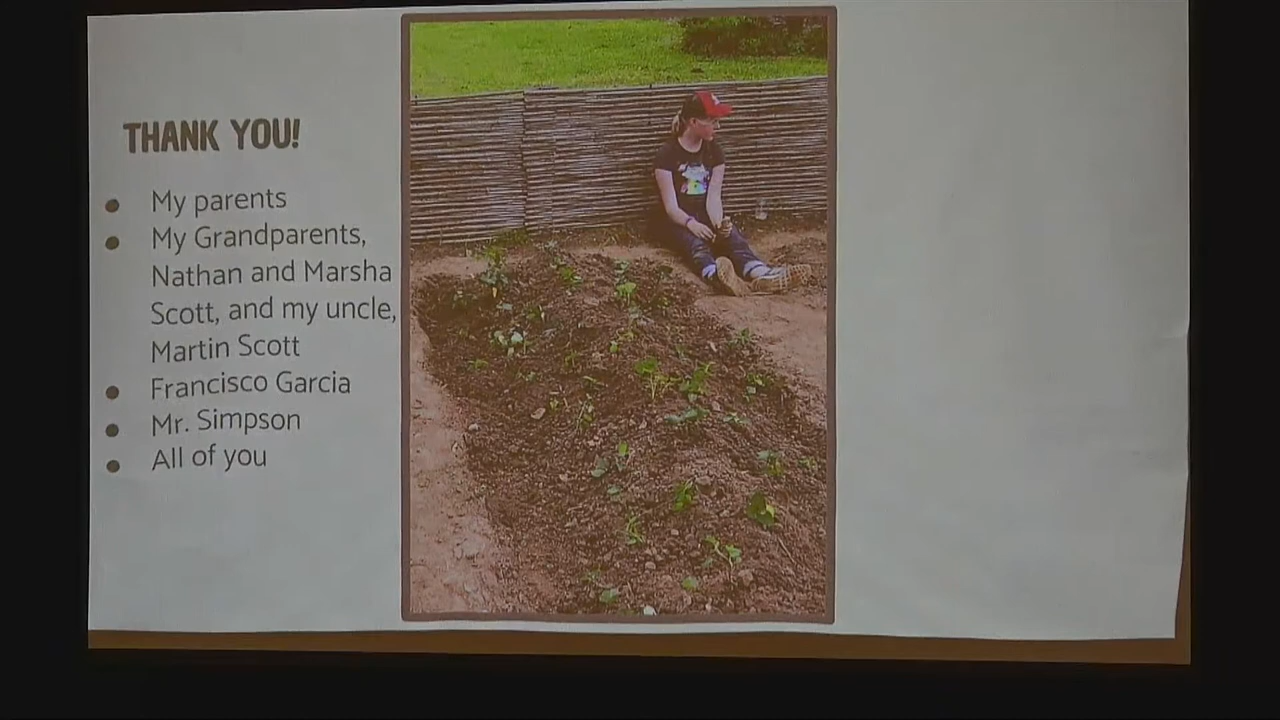 THANK YOU!
My parents
My Grandparents,
Nathan and Marsha
Scott, and my uncle,
Martin Scott
Francisco Garcia
Mr. Simpson
All of you